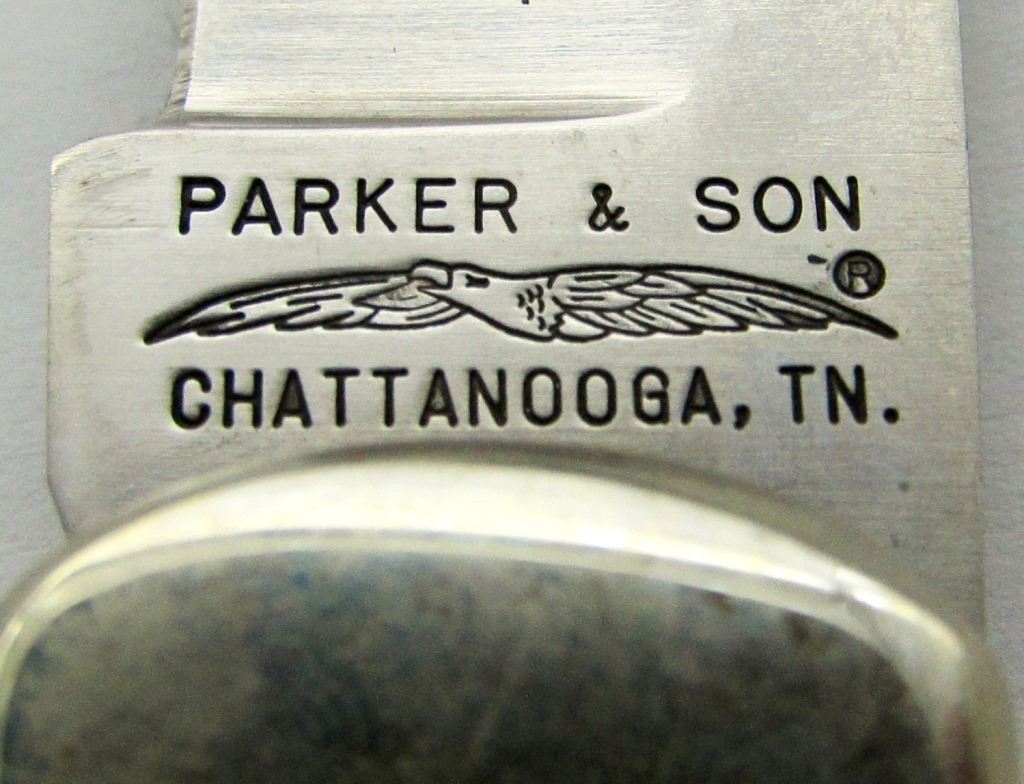 PARKER & SON
®
CHATTANOOGA, TN.